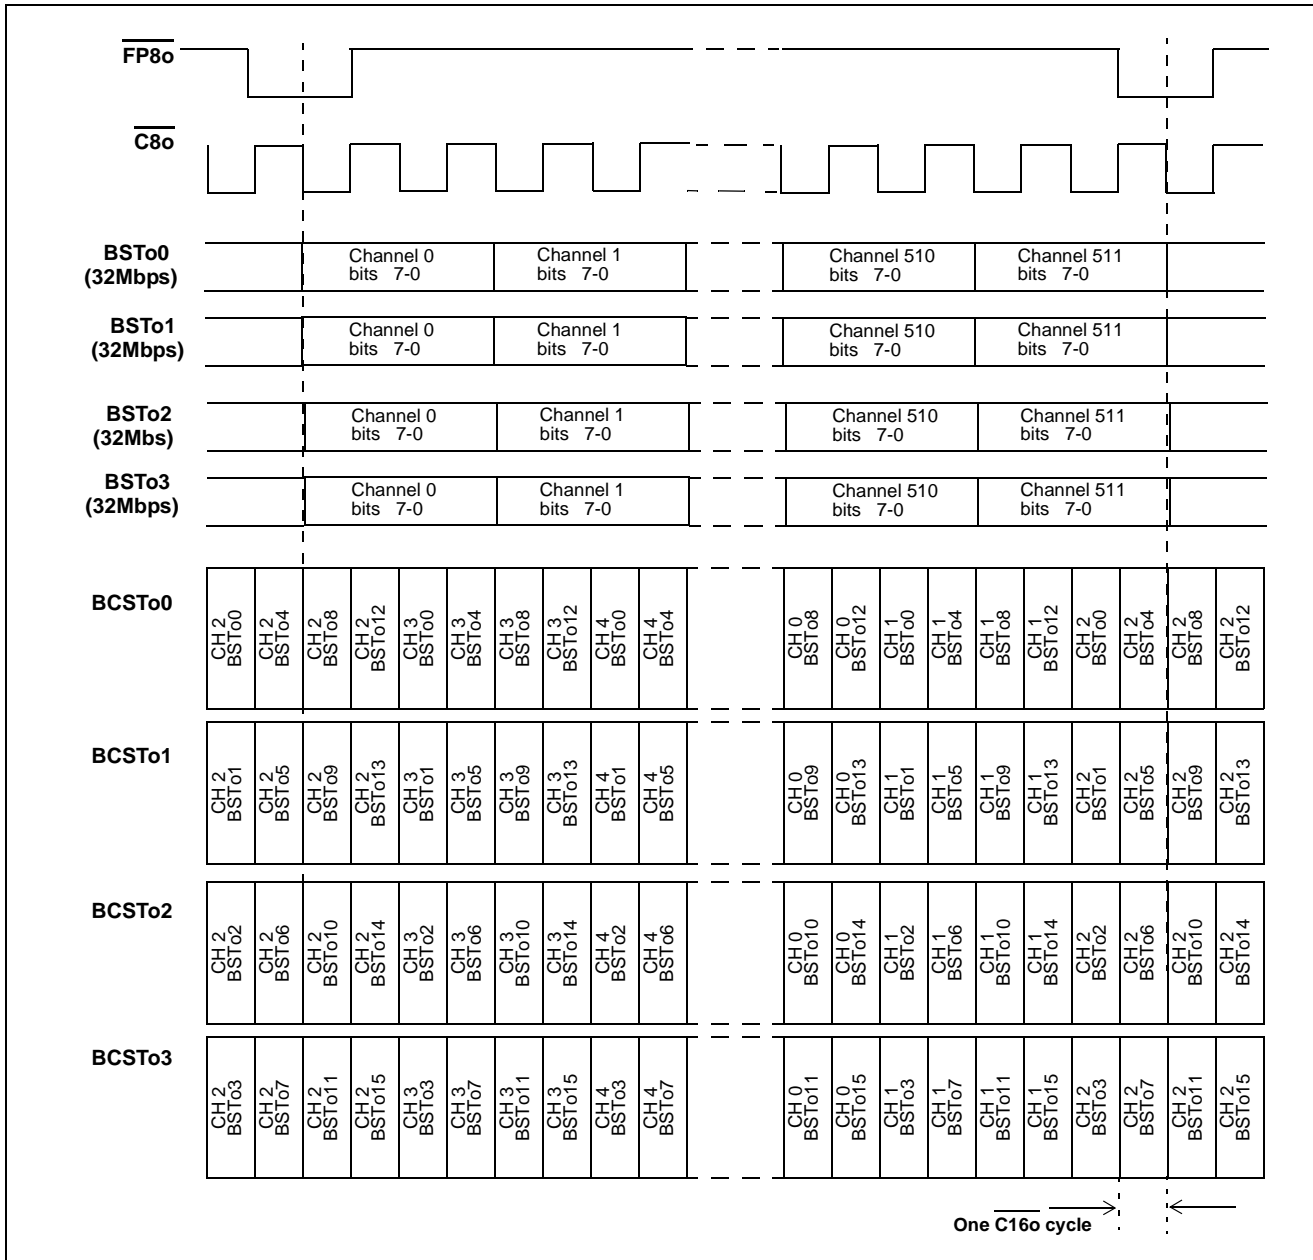 FP8o
C8o
BSTo0
(32Mbps)
Channel 0
bits 7-0
Channel 1
bits 7-0
Channel 510
bits 7-0
Channel 511
bits 7-0
BSTo1
(32Mbps)
Channel 0
bits 7-0
Channel 1
bits 7-0
Channel 510
bits 7-0
Channel 511
bits 7-0
BSTo2
(32Mbs)
Channel 0
bits 7-0
Channel 1
bits 7-0
Channel 510
bits 7-0
Channel 511
bits 7-0
BSTo3
(32Mbps)
Channel 0
bits 7-0
Channel 1
bits 7-0
Channel 510
bits 7-0
Channel 511
bits 7-0
BCSTo0
CH 2
BSTo0
CH 2
BSTo4
CH 2
BSTo8
CH 2
BSTo12
CH 3
BSTo0
CH 3
BSTo4
CH 3
BSTo8
CH 3
BSTo12
CH 4
BSTo0
CH 4
BSTo4
CH 0
BSTo8
CH 0
BSTo12
CH 1
BSTo0
CH 1
BSTo4
CH 1
BSTo8
CH 1
BSTo12
CH 2
BSTo0
CH 2
BSTo4
CH 2
BSTo8
CH 2
BSTo12
BCSTo1
CH 2
BSTo1
CH 2
BSTo5
CH 2
BSTo9
CH 2
BSTo13
CH 3
BSTo1
CH 3
BSTo5
CH 3
BSTo9
CH 3
BSTo13
CH 4
BSTo1
CH 4
BSTo5
CH 0
BSTo9
CH 0
BSTo13
CH 1
BSTo1
CH 1
BSTo5
CH 1
BSTo9
CH 1
BSTo13
CH 2
BSTo1
CH 2
BSTo5
CH 2
BSTo9
CH 2
BSTo13
BCSTo2
CH 2
BSTo2
CH 2
BSTo6
CH 2
BSTo10
CH 2
BSTo14
CH 3
BSTo2
CH 3
BSTo6
CH 3
BSTo10
CH 3
BSTo14
CH 4
BSTo2
CH 4
BSTo6
CH 0
BSTo10
CH 0
BSTo14
CH 1
BSTo2
CH 1
BSTo6
CH 1
BSTo10
CH 1
BSTo14
CH 2
BSTo2
CH 2
BSTo6
CH 2
BSTo10
CH 2
BSTo14
BCSTo3
CH 2
BSTo3
CH 2
BSTo7
CH 2
BSTo11
CH 2
BSTo15
CH 3
BSTo3
CH 3
BSTo7
CH 3
BSTo11
CH 3
BSTo15
CH 4
BSTo3
CH 4
BSTo7
CH 0
BSTo11
CH 0
BSTo15
CH 1
BSTo3
CH 1
BSTo7
CH 1
BSTo11
CH 1
BSTo15
CH 2
BSTo3
CH 2
BSTo7
CH 2
BSTo11
CH 2
BSTo15
One C16o cycle